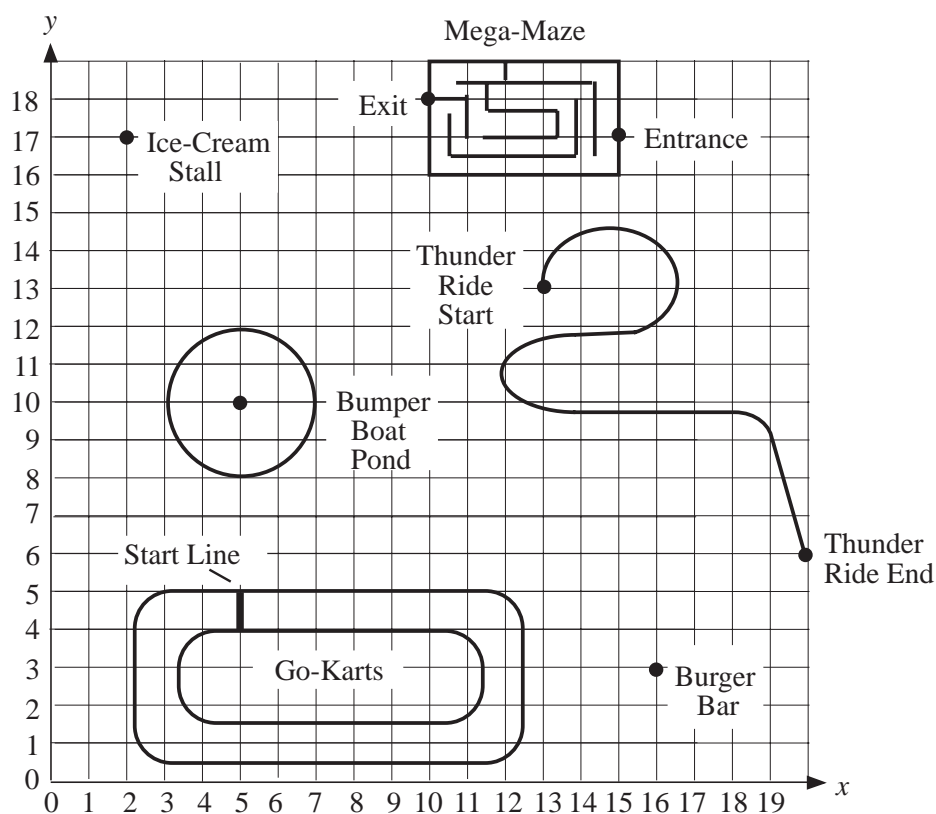 y
Mega-Maze
18
Exit
17
Ice-Cream
Stall
Entrance
16
15
14
Thunder
Ride
Start
13
12
11
10
Bumper
Boat
Pond
9
8
7
6
Start Line
Thunder
Ride End
5
4
3
Go-Karts
Burger
Bar
2
1
0
x
0 1 2 3 4 5 6 7 8 9 10 11 12 13 14 15 16 17 18 19